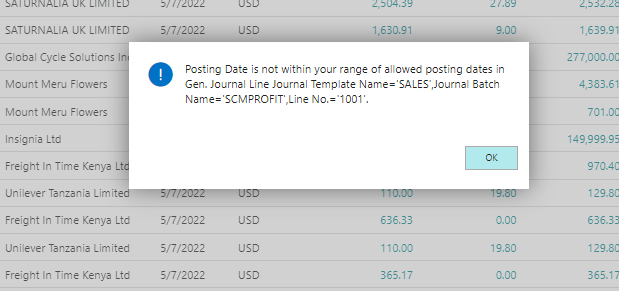 SATURNALIA UK LIMITED 5/7/2022 USD 2,504.39 27.89 2,532.28
SATURNALIA UK LIMITED 5/7/2022 USD 1,630.91 9.00 1,639.91
Global Cycle Solutions 277,000.00
Posting Date is not within your range of allowed posting dates in
Mount Meru Flowers Gen. Journal Line Journal Template Name='SALES',Journal Batch 4,383.61
Name='SCMPROFIT',Line No.='1001'.
Mount Meru Flowers 701.00
Insignia Ltd 149,999.95
OK
Freight In Time Kenya Ltd 970.40
Unilever Tanzania Limited 5/7/2022 USD 110.00 19.80 129.80
Freight In Time Kenya Ltd 5/7/2022 USD 636.33 0.00 636.33
Unilever Tanzania Limited 5/7/2022 USD 110.00 19.80 129.80
Freight In Time Kenya Ltd 5/7/2022 USD 365.17 0.00 365.17